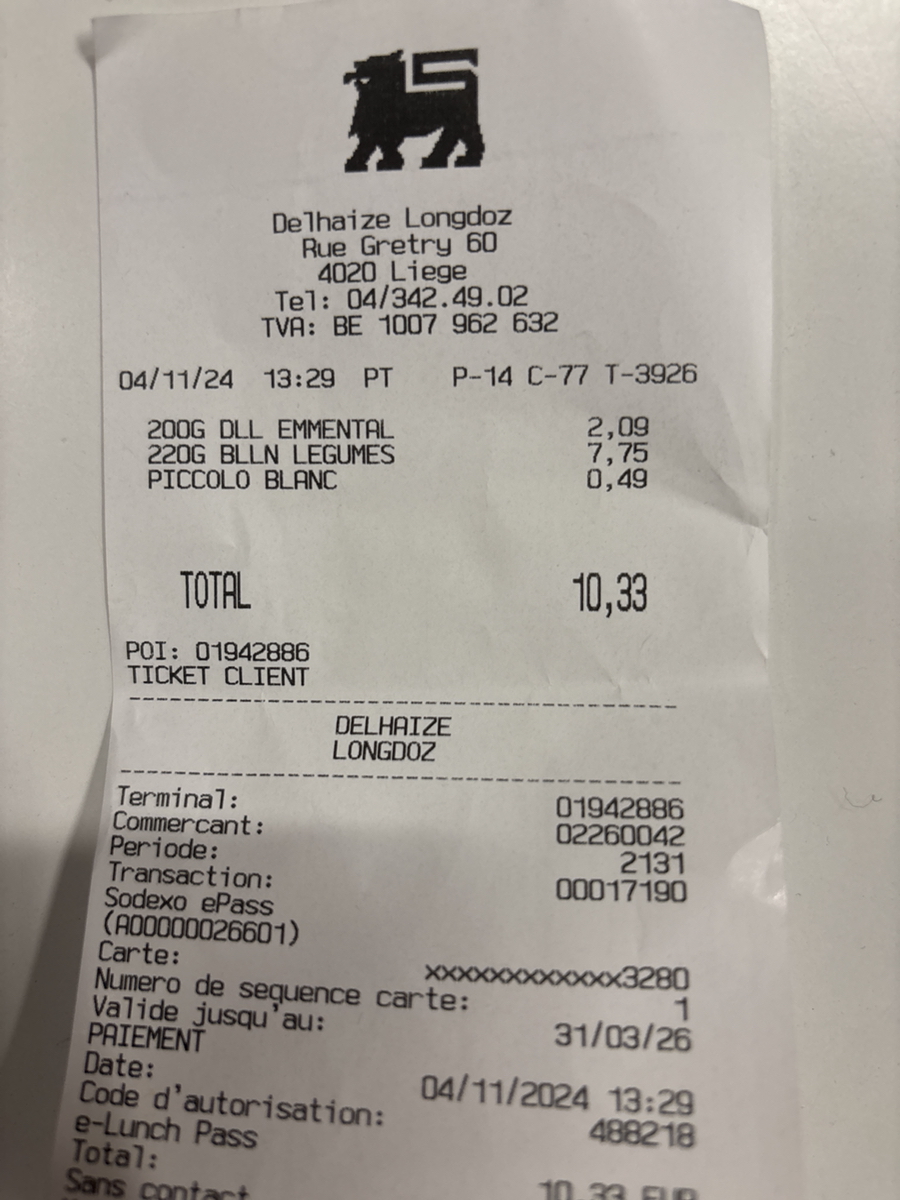 Delhaize Longdoz
Rue Gretry 60
4020 Liege
Tel: 04/342.49.02
TVA: BE 1007 962 632
04/11/24 13:29 PT P-14 C-77 T-3926
200G DLL EMMENTAL 2,09
220G BLLN LEGUMES 7,75
PICCOLO BLANC 0,49
TOTAL 10,33
POI: 01942886
TICKET CLIENT
DELHAIZE
LONGDOZ
Terminal: 01942886
Commercant: 02260042
Periode: 2131
Transaction: 00017190
Sodexo ePass
(A00000026601)
Carte: xxxxxxxxxxxxx3280
Numero de sequence carte: 1
Valide jusqu'au: 31/03/26
PAIEMENT
Date: 04/11/2024 13:29
Code d'autorisation: 488218
e-Lunch Pass
Total: 10,33 EUR
Sans contact